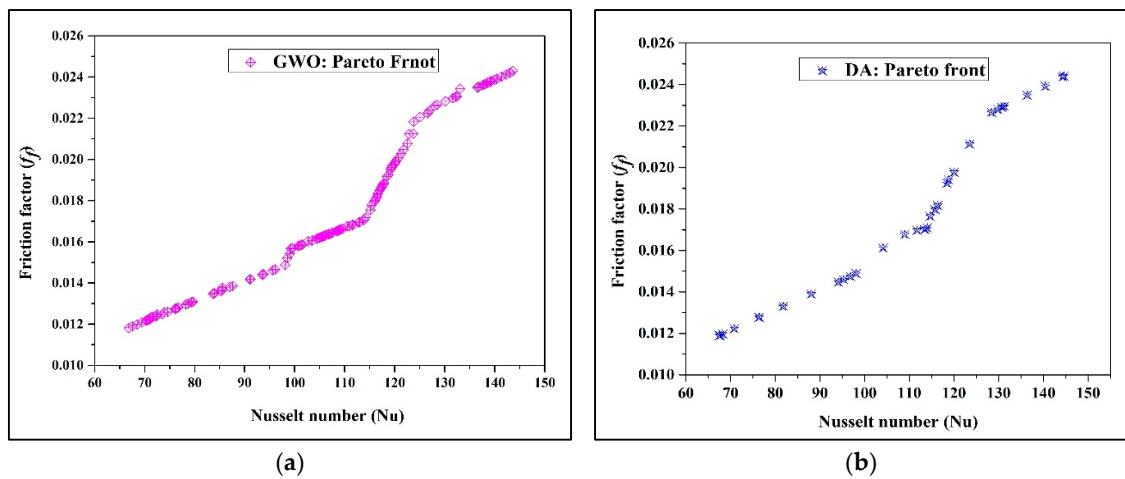 0.026
0.024
0.022
0.020
0.018
0.016
0.014
0.012
0.010
60 70 80 90 100 110 120 130 140 150
Friction factor (ff)
Nusselt number (Nu)
GWO: Pareto Frnot
(a)
0.026
0.024
0.022
0.020
0.018
0.016
0.014
0.012
0.010
60 70 80 90 100 110 120 130 140 150
Friction factor (ff)
Nusselt number (Nu)
DA: Pareto front
(b)